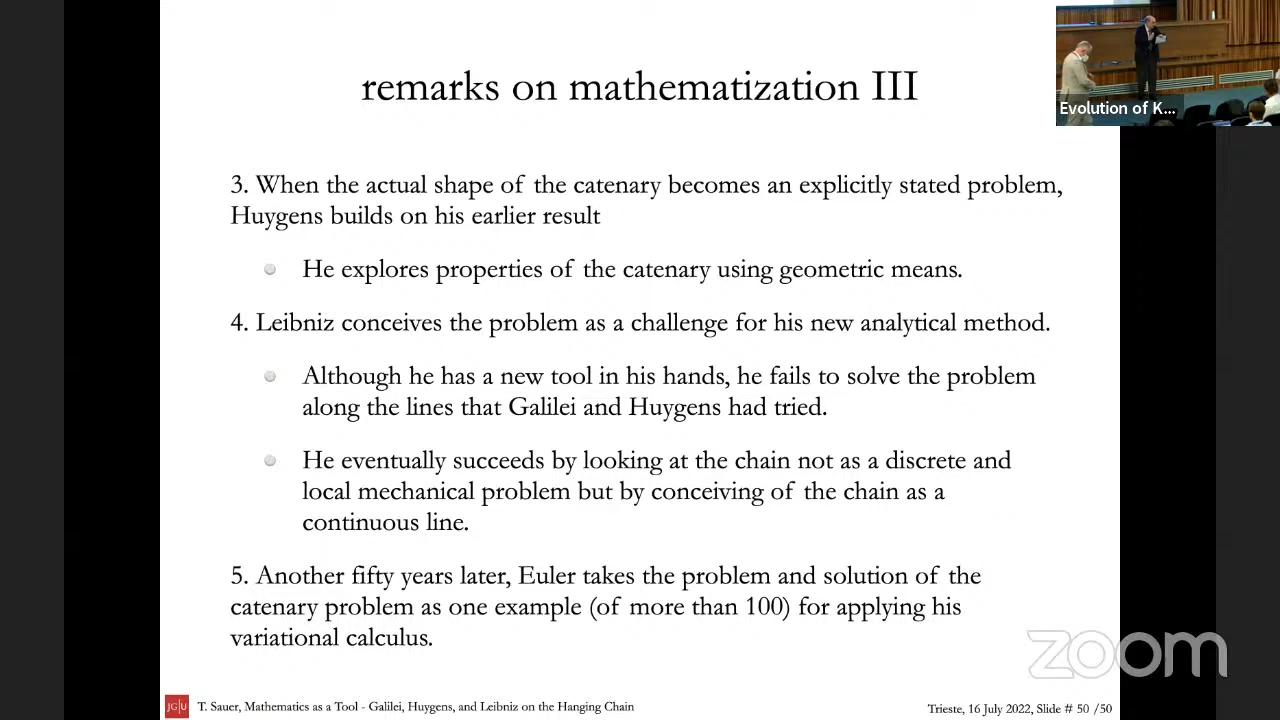 remarks on mathematization III
Evolution of K...
3. When the actual shape of the catenary becomes an explicitly stated problem,
Huygens builds on his earlier result
He explores properties of the catenary using geometric means.
4. Leibniz conceives the problem as a challenge for his new analytical method.
Although he has a new tool in his hands, he fails to solve the problem
along the lines that Galilei and Huygens had tried.
He eventually succeeds by looking at the chain not as a discrete and
local mechanical problem but by conceiving of the chain as a
continuous line.
5. Another fifty years later, Euler takes the problem and solution of the
catenary problem as one example (of more than 100) for applying his
variational calculus.
zoom
JG|U
T. Sauer, Mathematics as a Tool - Galilei, Huygens, and Leibniz on the Hanging Chain
Trieste, 16 July 2022, Slide # 50 /50